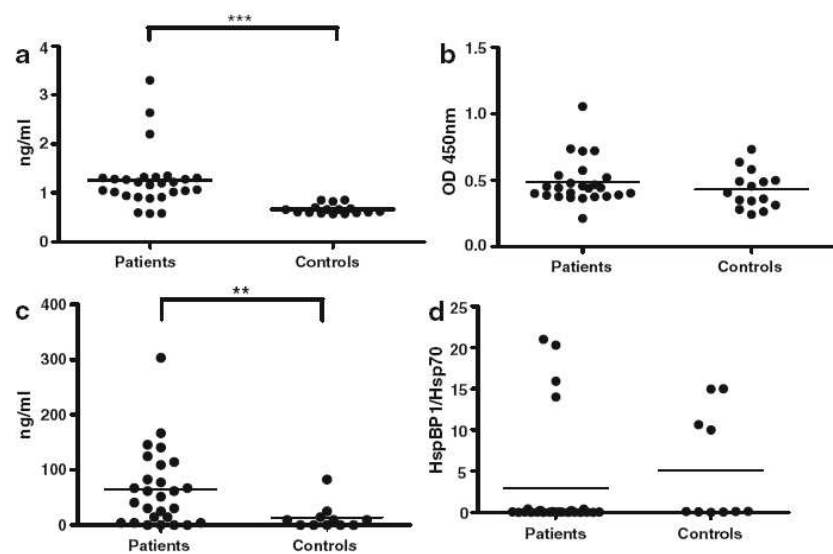 a
***
ng/ml
4
3
2
1
0
Patients Controls
b
OD 450nm
1.5
1.0
0.5
0.0
Patients Controls
c
**
ng/ml
400
300
200
100
0
Patients Controls
d
HspBP1/Hsp70
25
20
15
10
5
0
Patients Controls